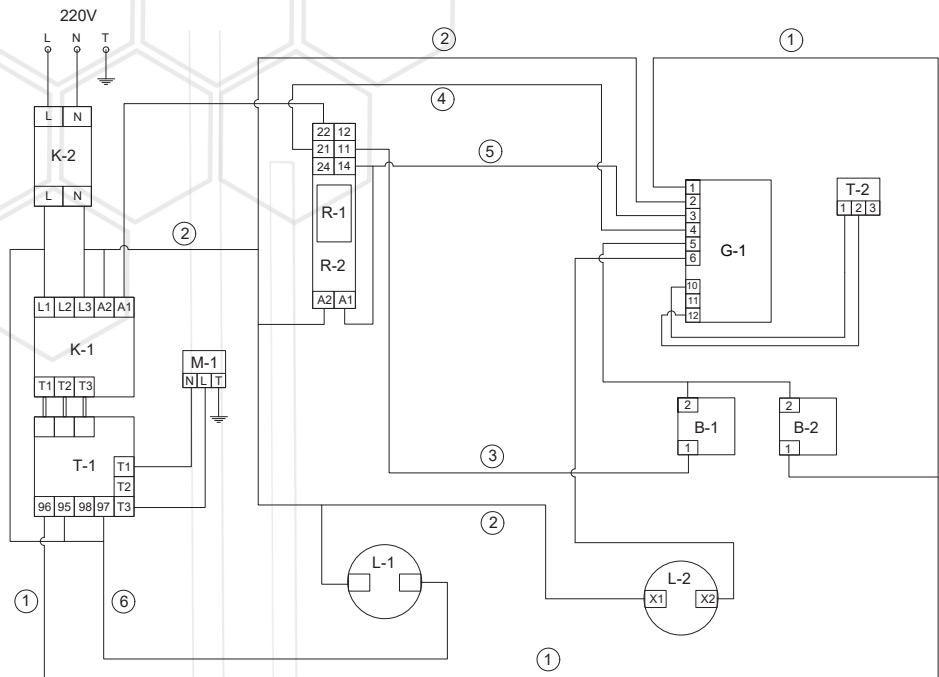 220V
L N T
L N
K-2
L N
2
2
1
4
5
22 12
21 11
24 14
R-1
R-2
A2 A1
L1 L2 L3 A2 A1
K-1
T1 T2 T3
M-1
N L T
T-1
T1
T2
T3
96 95 98 97
1
2
3
4
5
6
10
11
12
G-1
T-2
1 2 3
2
B-1
1
2
B-2
1
3
2
1
6
L-1
L-2
X1 X2
1